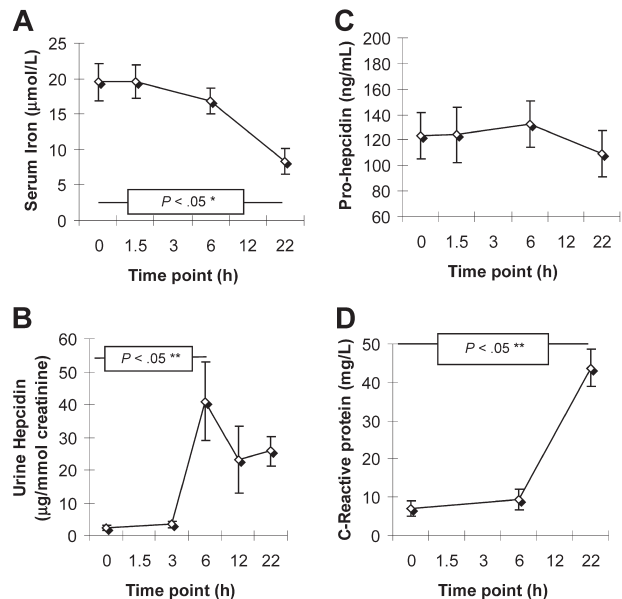 A
Serum Iron (μmol/L)
25
20
15
10
5
0
P < .05 *
0 1.5 3 6 12 22
Time point (h)
C
Pro-hepcidin (ng/mL)
200
180
160
140
120
100
80
60
0 1.5 3 6 12 22
Time point (h)
B
Urine Hepcidin
(μg/mmol creatinine)
60
50
40
30
20
10
0
P < .05 **
0 1.5 3 6 12 22
Time point (h)
D
C-Reactive protein (mg/L)
50
40
30
20
10
0
P < .05 **
0 1.5 3 6 12 22
Time point (h)